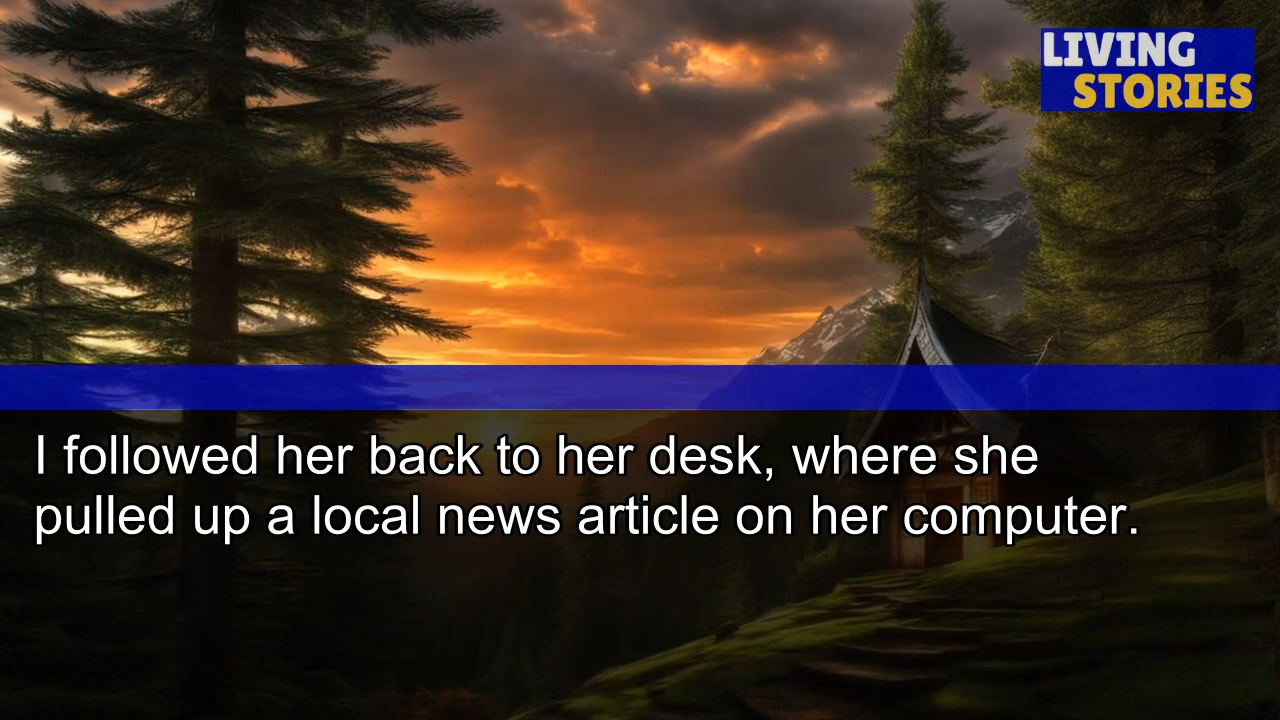 LIVING
STORIES
I followed her back to her desk, where she
pulled up a local news article on her computer.